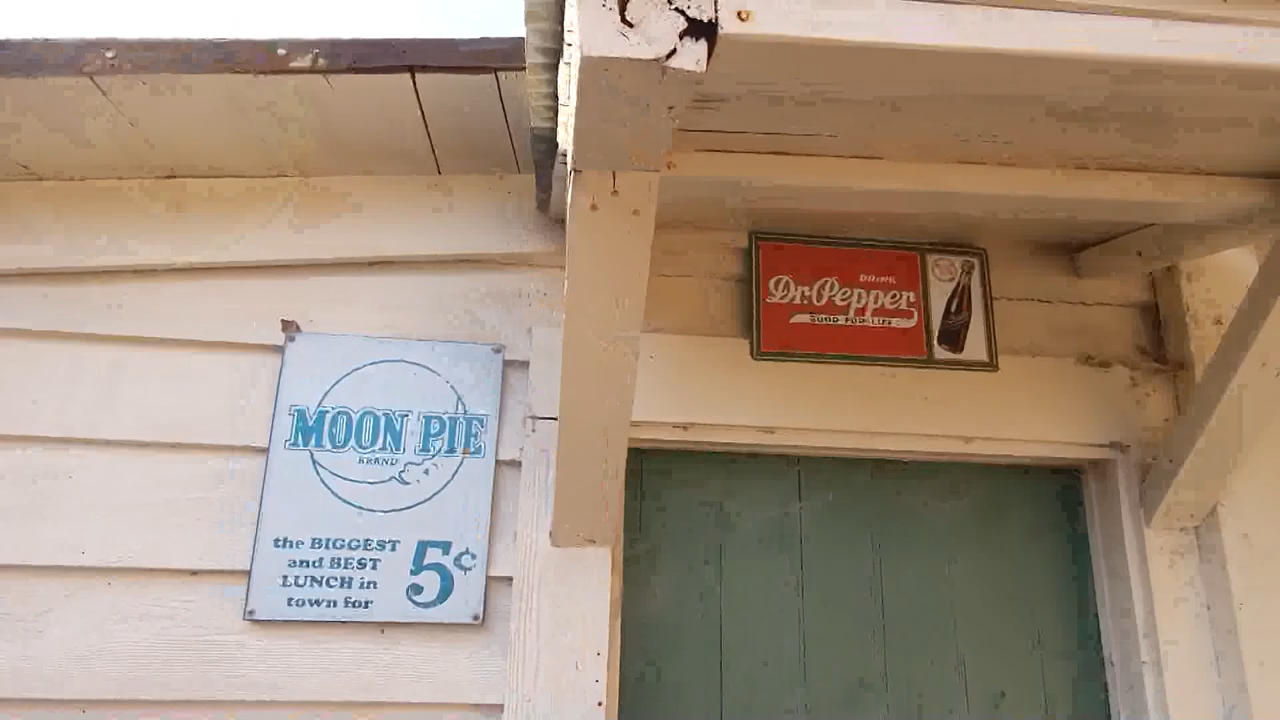 MOON PIE
BRAND
the BIGGEST
and BEST
LUNCH in
town for
5¢
DRINK
Dr. Pepper
GOOD FOR LIFE